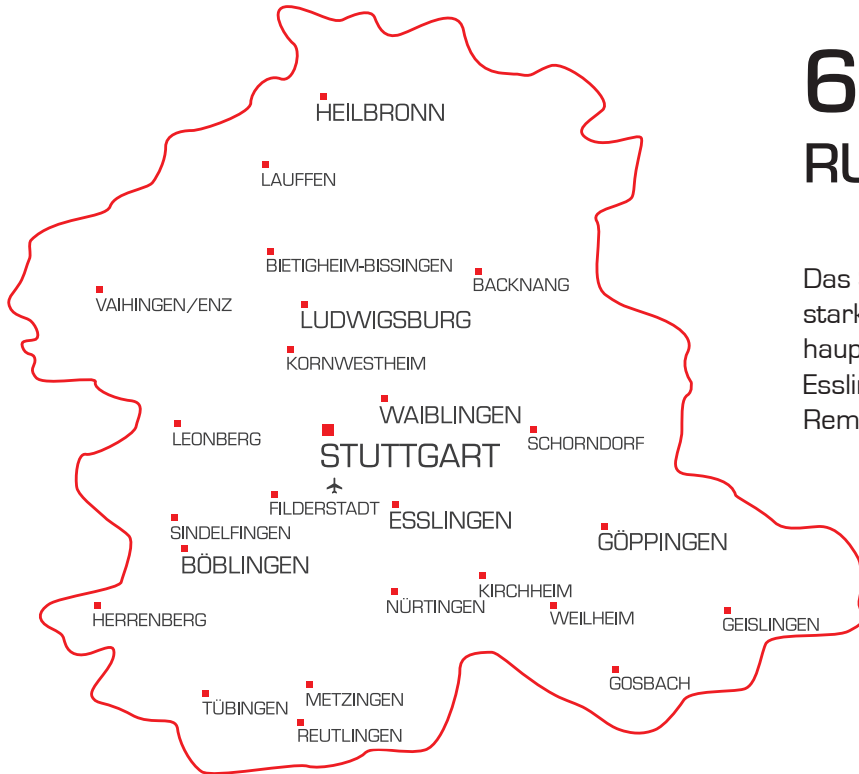 HEILBRONN
LAUFFEN
BIETIGHEIM-BISSINGEN
BACKNANG
VAIHINGEN/ENZ
LUDWIGSBURG
KORNWESTHEIM
WAIBLINGEN
LEONBERG
SCHORNDORF
STUTTGART
FILDERSTADT
ESSLINGEN
SINDELFINGEN
GÖPPINGEN
BÖBLINGEN
KIRCHHEIM
NÜRTINGEN
WEILHEIM
HERRENBERG
GEISLINGEN
GOSBACH
METZINGEN
TÜBINGEN
REUTLINGEN
6
RU
Das
stark
haup
Essli
Rem